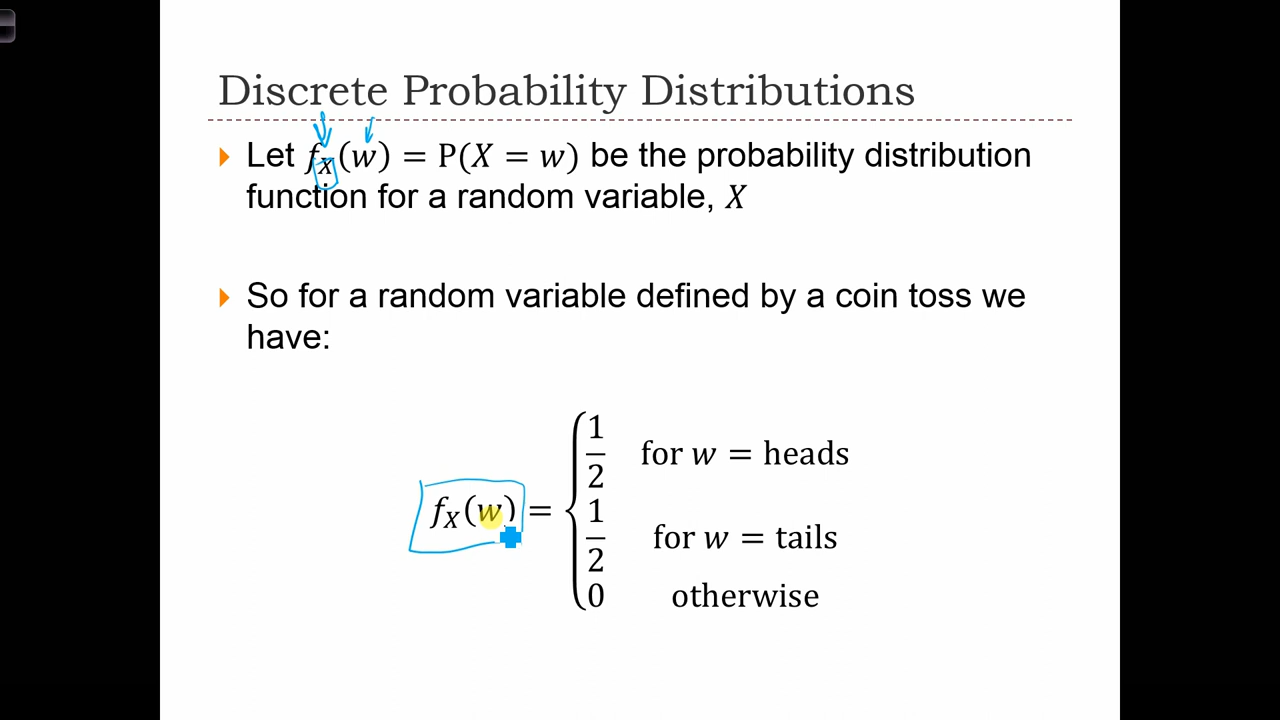 Discrete Probability Distributions
Let f_X(w) = P(X = w) be the probability distribution
function for a random variable, X
So for a random variable defined by a coin toss we
have:
f_X(w) = { 1/2 for w = heads
1/2 for w = tails
0 otherwise